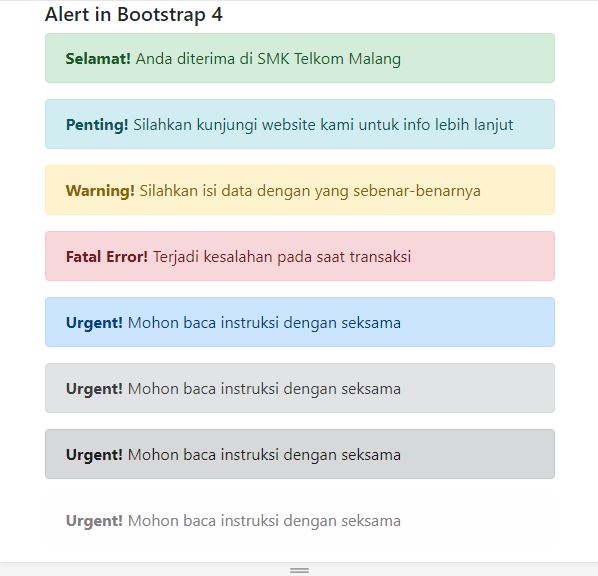 Alert in Bootstrap 4
Selamat! Anda diterima di SMK Telkom Malang
Penting! Silahkan kunjungi website kami untuk info lebih lanjut
Warning! Silahkan isi data dengan yang sebenar-benarnya
Fatal Error! Terjadi kesalahan pada saat transaksi
Urgent! Mohon baca instruksi dengan seksama
Urgent! Mohon baca instruksi dengan seksama
Urgent! Mohon baca instruksi dengan seksama
Urgent! Mohon baca instruksi dengan seksama